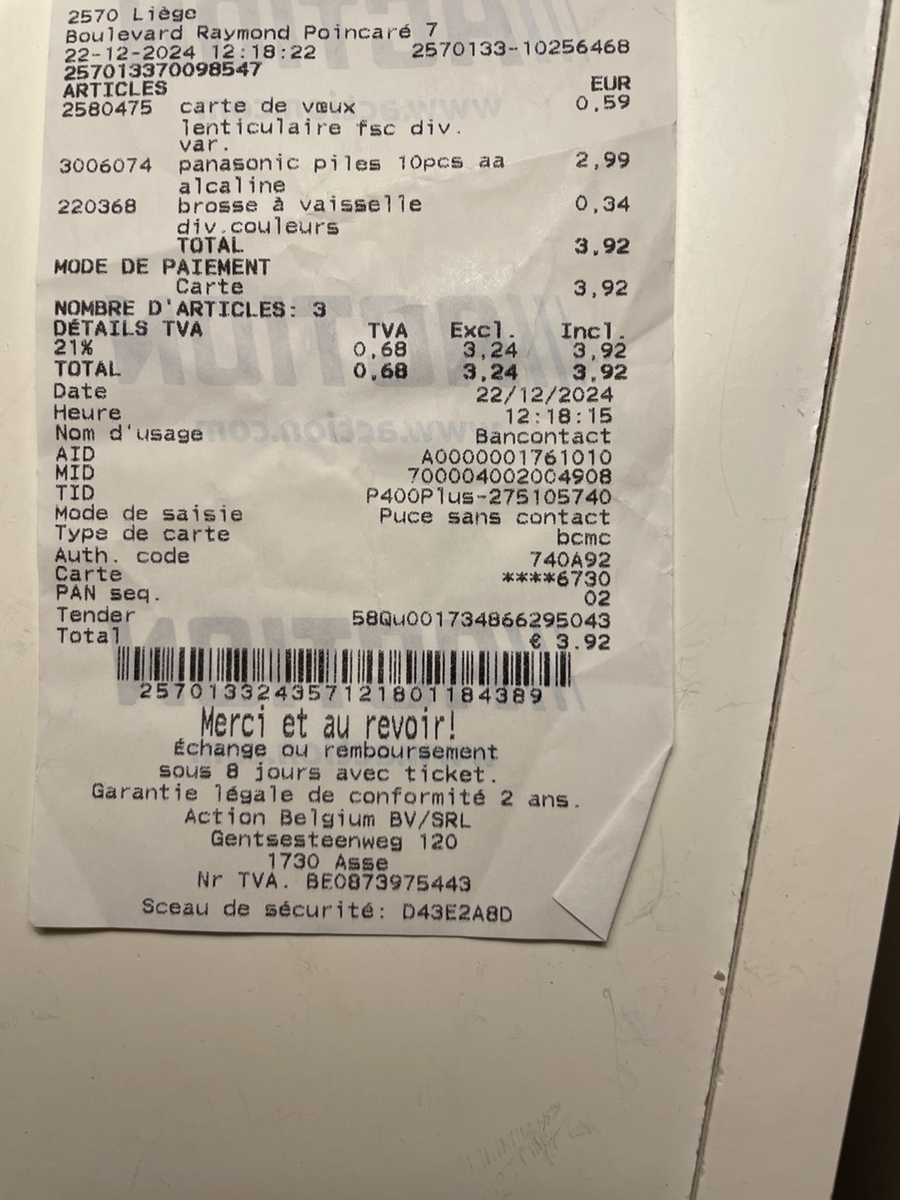 2570 Liège
Boulevard Raymond Poincaré 7
22-12-2024 12:18:22 2570133-10256468
257013370098547
ARTICLES EUR
2580475 carte de vœux 0,59
lenticulaire fsc div.
var.
3006074 panasonic piles 10pcs aa 2,99
alcaline
220368 brosse à vaisselle 0,34
div.couleurs
TOTAL 3,92
MODE DE PAIEMENT
Carte 3,92
NOMBRE D'ARTICLES: 3
DÉTAILS TVA TVA Excl. Incl.
21% 0,68 3,24 3,92
TOTAL 0,68 3,24 3,92
Date 22/12/2024
Heure 12:18:15
Nom d'usage Bancontact
AID A0000001761010
MID 700004002004908
TID P400Plus-275105740
Mode de saisie Puce sans contact
Type de carte bcmc
Auth. code 740A92
Carte ****6730
PAN seq. 02
Tender 58Qu001734866295043
Total € 3.92
257013324357121801184389
Merci et au revoir!
Échange ou remboursement
sous 8 jours avec ticket.
Garantie légale de conformité 2 ans.
Action Belgium BV/SRL
Gentsesteenweg 120
1730 Asse
Nr TVA. BE0873975443
Sceau de sécurité: D43E2A8D